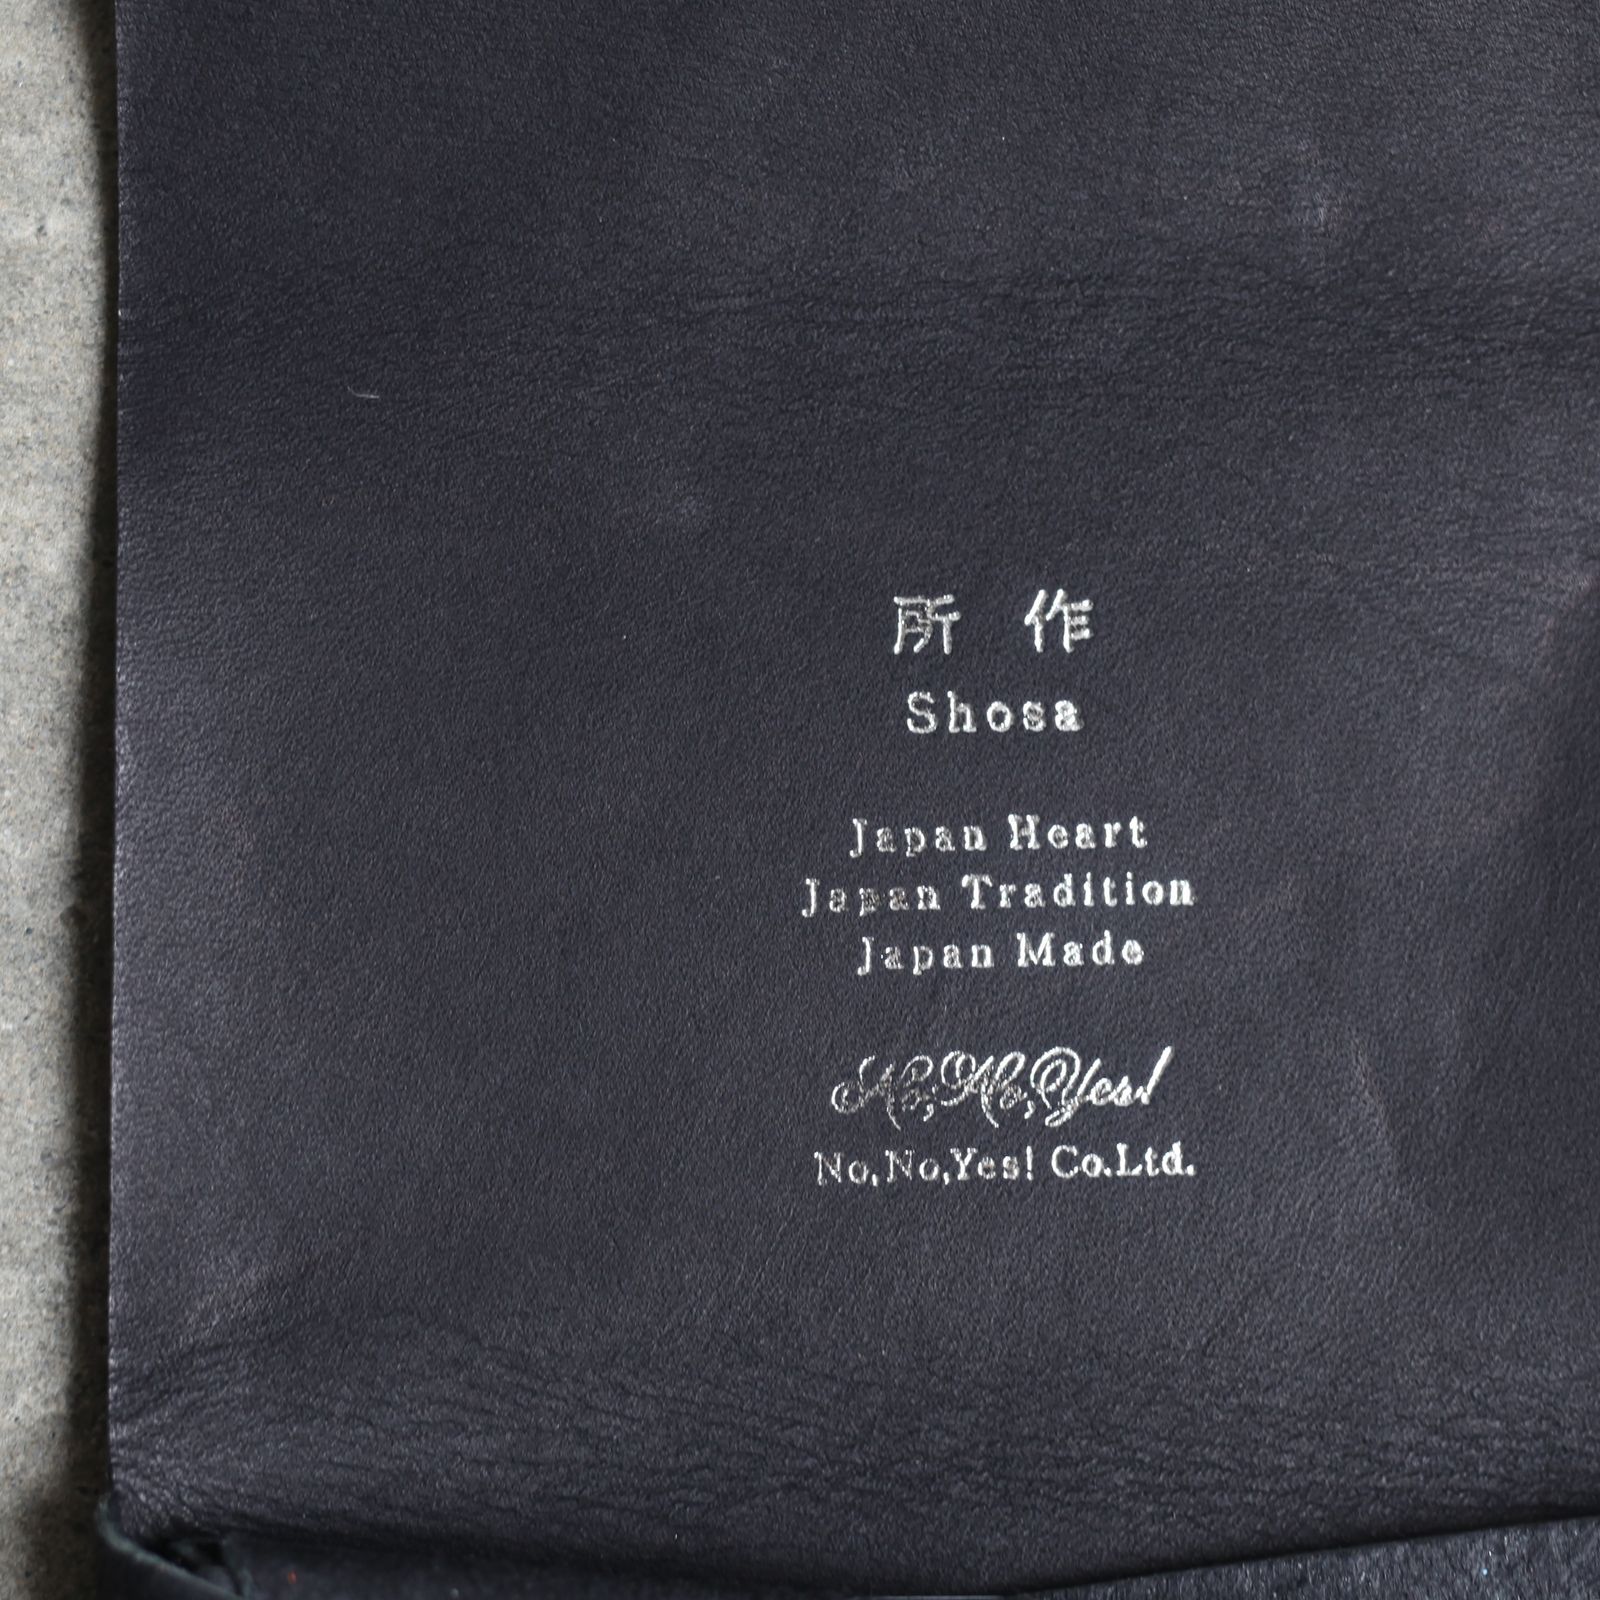 所作
Shosa
Japan Heart
Japan Tradition
Japan Made
No,No,Yes!
No,No,Yes! Co.Ltd.